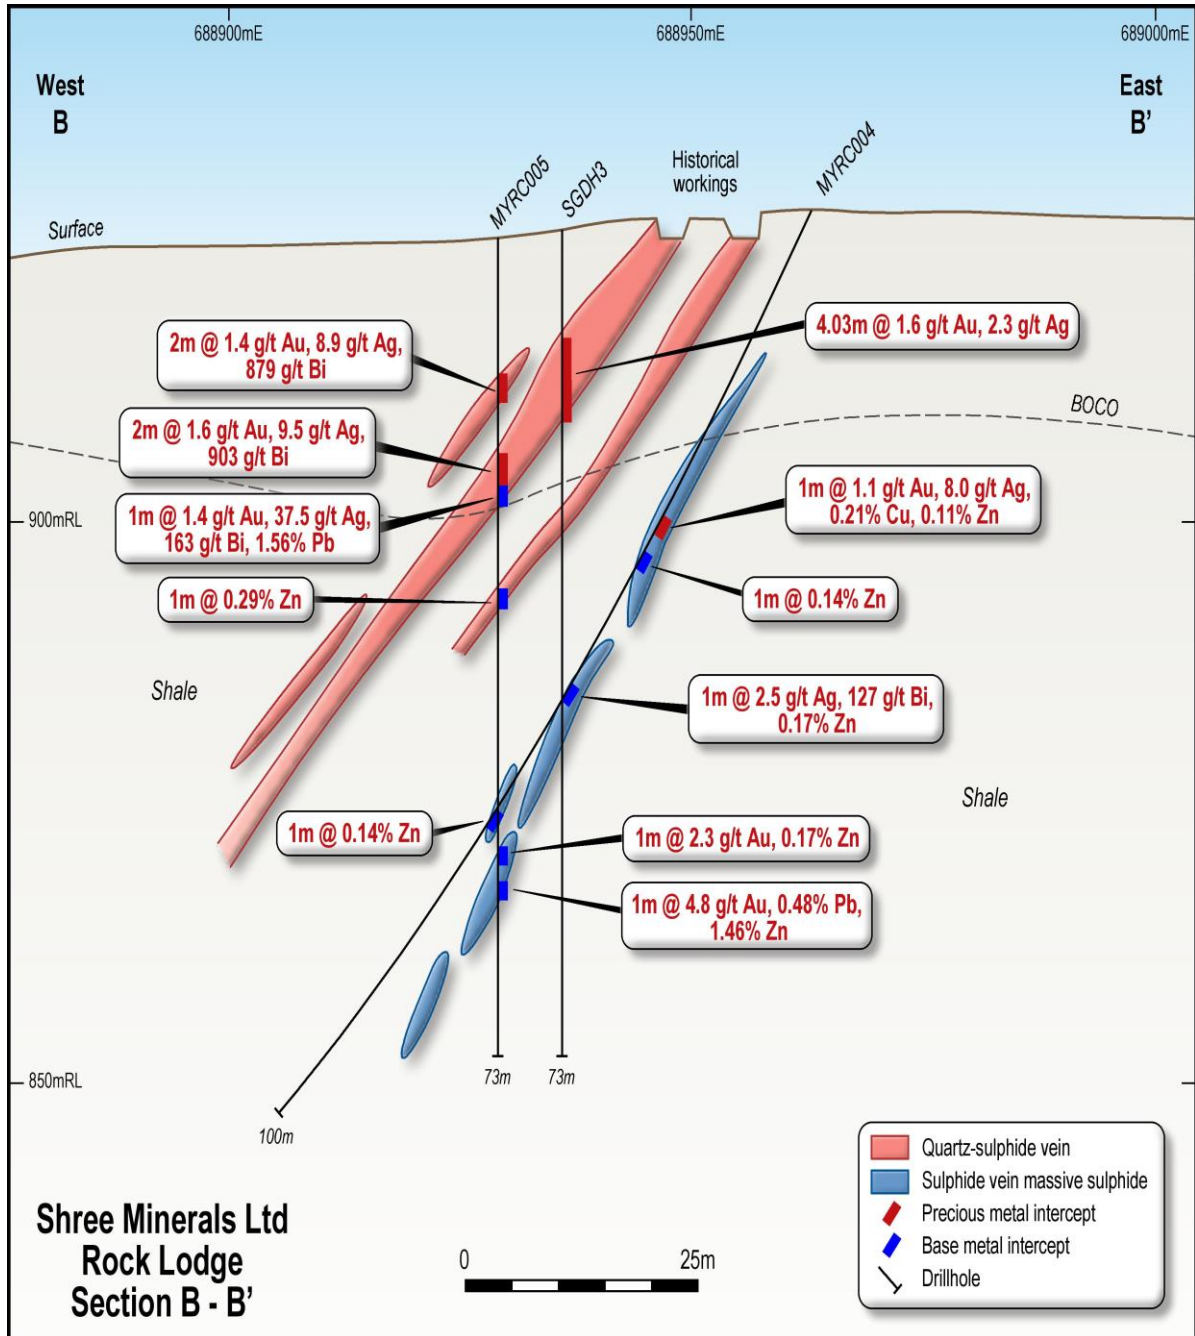 688900mE
688950mE
689000mE
West
B
East
B'
MYRC005
SGDH3
Historical
workings
MYRC004
Surface
2m @ 1.4 g/t Au, 8.9 g/t Ag,
879 g/t Bi
4.03m @ 1.6 g/t Au, 2.3 g/t Ag
BOCO
2m @ 1.6 g/t Au, 9.5 g/t Ag,
903 g/t Bi
1m @ 1.1 g/t Au, 8.0 g/t Ag,
0.21% Cu, 0.11% Zn
900mRL
1m @ 1.4 g/t Au, 37.5 g/t Ag,
163 g/t Bi, 1.56% Pb
1m @ 0.29% Zn
1m @ 0.14% Zn
Shale
1m @ 2.5 g/t Ag, 127 g/t Bi,
0.17% Zn
Shale
1m @ 0.14% Zn
1m @ 2.3 g/t Au, 0.17% Zn
1m @ 4.8 g/t Au, 0.48% Pb,
1.46% Zn
850mRL
73m
73m
100m
Quartz-sulphide vein
Sulphide vein massive sulphide
Precious metal intercept
Base metal intercept
Drillhole
Shree Minerals Ltd
Rock Lodge
Section B - B'
0
25m